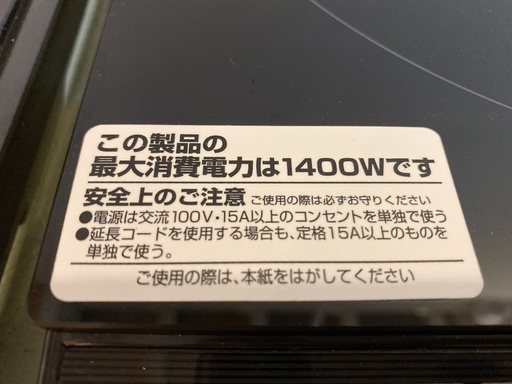 この製品の
最大消費電力は1400Wです
安全上のご注意 ご使用の際は必ずお守りください
●電源は交流100V・15A以上のコンセントを単独で使う
●延長コードを使用する場合も、定格15A以上のものを
単独で使う。
ご使用の際は、本紙をはがしてください